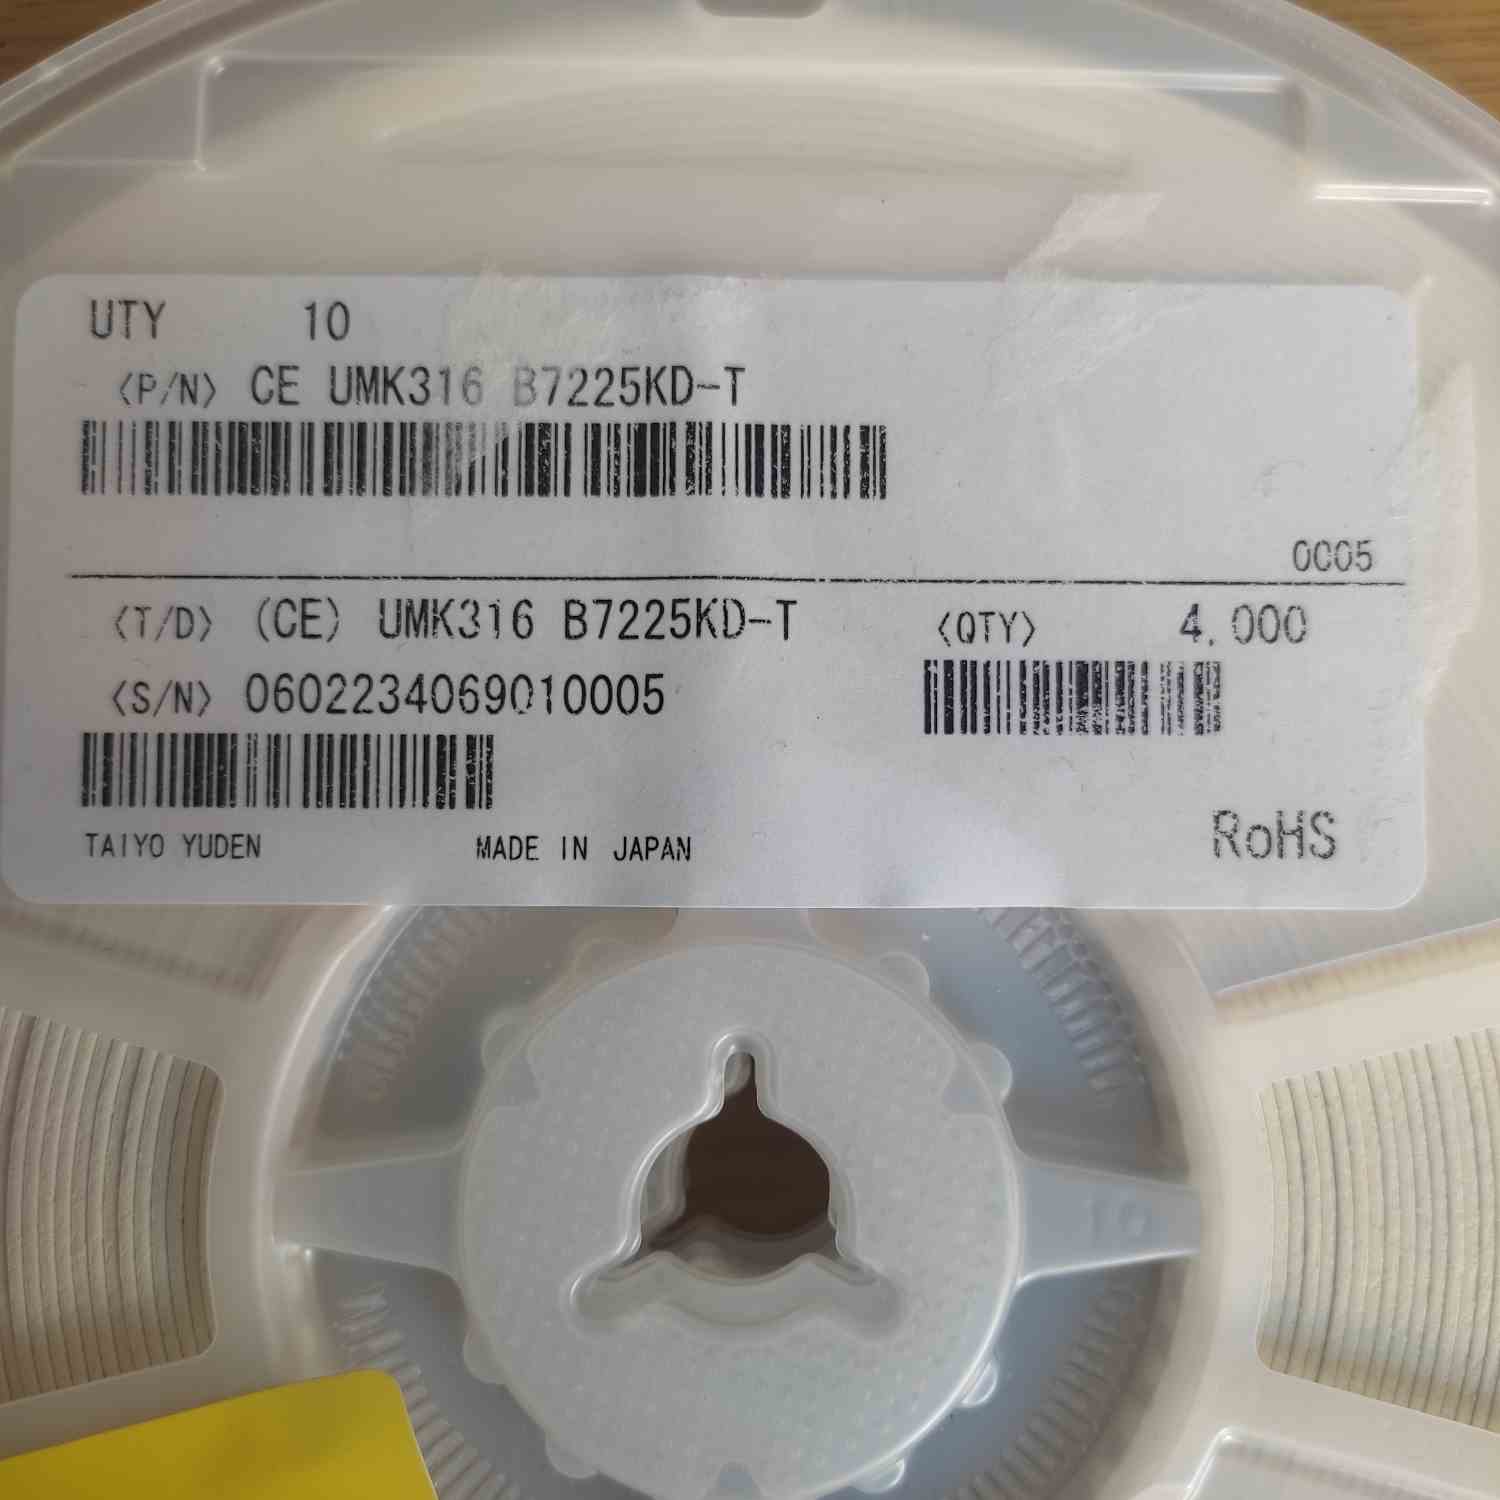 UTY 10
<P/N> CE UMK316 B7225KD-T
0005
<T/D> (CE) UMK316 B7225KD-T <QTY> 4,000
<S/N> 0602234069010005
TAIYO YUDEN MADE IN JAPAN RoHS
10